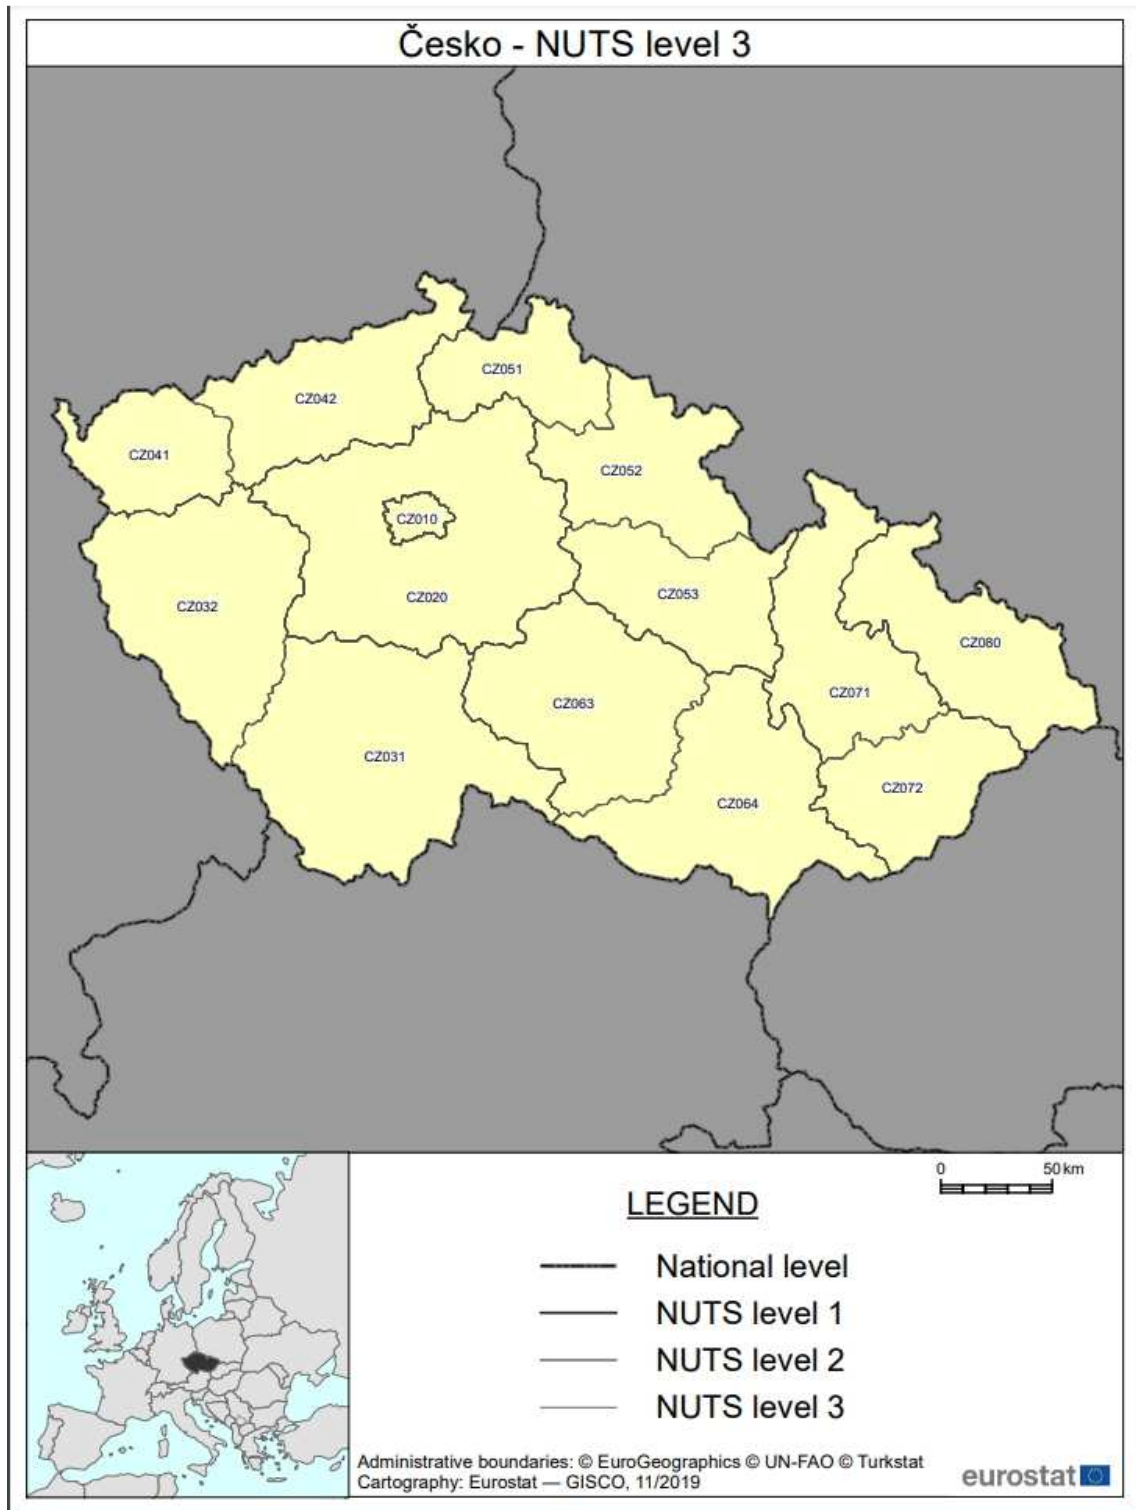 Česko - NUTS level 3
CZ051
CZ042
CZ041
CZ052
CZ010
CZ053
CZ020
CZ032
CZ080
CZ071
CZ063
CZ031
CZ072
CZ064
0 50 km
LEGEND
National level
NUTS level 1
NUTS level 2
NUTS level 3
Administrative boundaries: © EuroGeographics © UN-FAO © Turkstat
Cartography: Eurostat — GISCO, 11/2019
eurostat